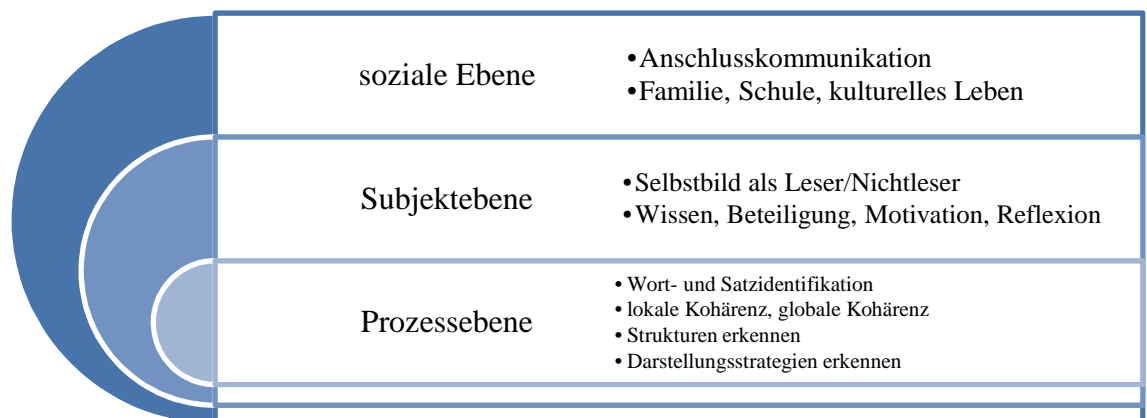 soziale Ebene
•Anschlusskommunikation
•Familie, Schule, kulturelles Leben
Subjektebene
•Selbstbild als Leser/Nichtleser
•Wissen, Beteiligung, Motivation, Reflexion
Prozessebene
• Wort- und Satzidentifikation
• lokale Kohärenz, globale Kohärenz
• Strukturen erkennen
• Darstellungsstrategien erkennen